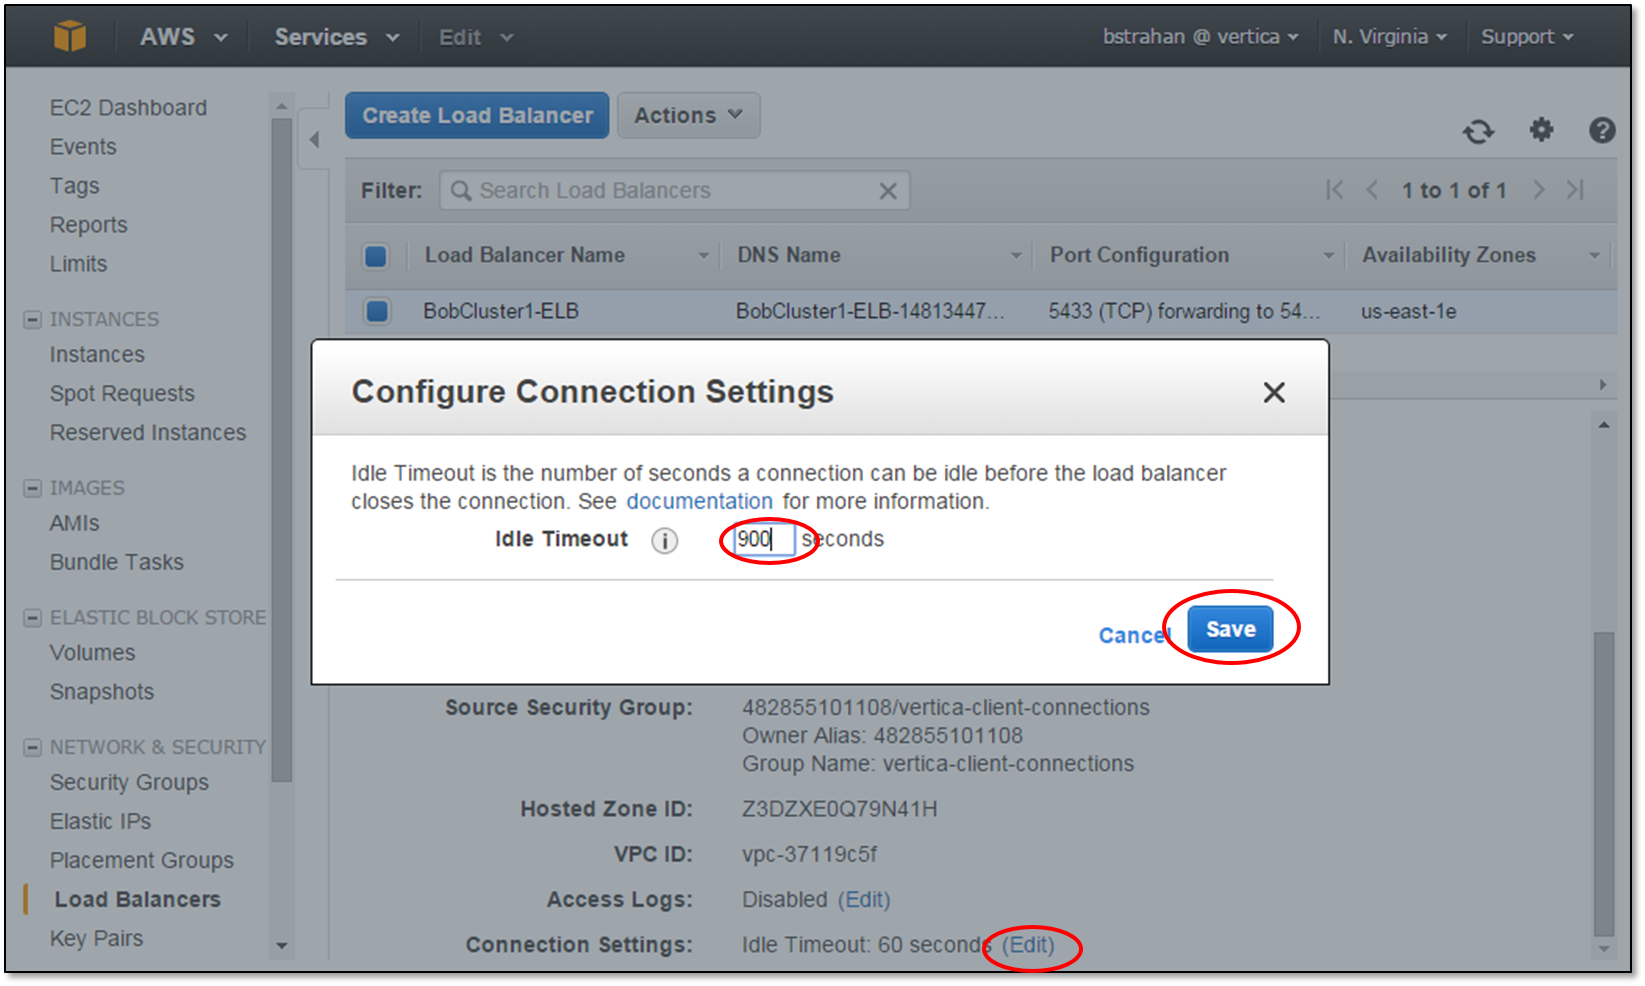 AWS Services Edit bstrahan @ vertica N. Virginia Support
EC2 Dashboard
Events
Tags
Reports
Limits
INSTANCES
Instances
Spot Requests
Reserved Instances
IMAGES
AMIs
Bundle Tasks
ELASTIC BLOCK STORE
Volumes
Snapshots
NETWORK & SECURITY
Security Groups
Elastic IPs
Placement Groups
Load Balancers
Key Pairs
Create Load Balancer Actions
Filter: Search Load Balancers 1 to 1 of 1
Load Balancer Name DNS Name Port Configuration Availability Zones
BobCluster1-ELB BobCluster1-ELB-14813447... 5433 (TCP) forwarding to 54... us-east-1e
Configure Connection Settings
Idle Timeout is the number of seconds a connection can be idle before the load balancer
closes the connection. See documentation for more information.
Idle Timeout 900 seconds
Cancel Save
Source Security Group: 482855101108/vertica-client-connections
Owner Alias: 482855101108
Group Name: vertica-client-connections
Hosted Zone ID: Z3DZXE0Q79N41H
VPC ID: vpc-37119c5f
Access Logs: Disabled (Edit)
Connection Settings: Idle Timeout: 60 seconds (Edit)